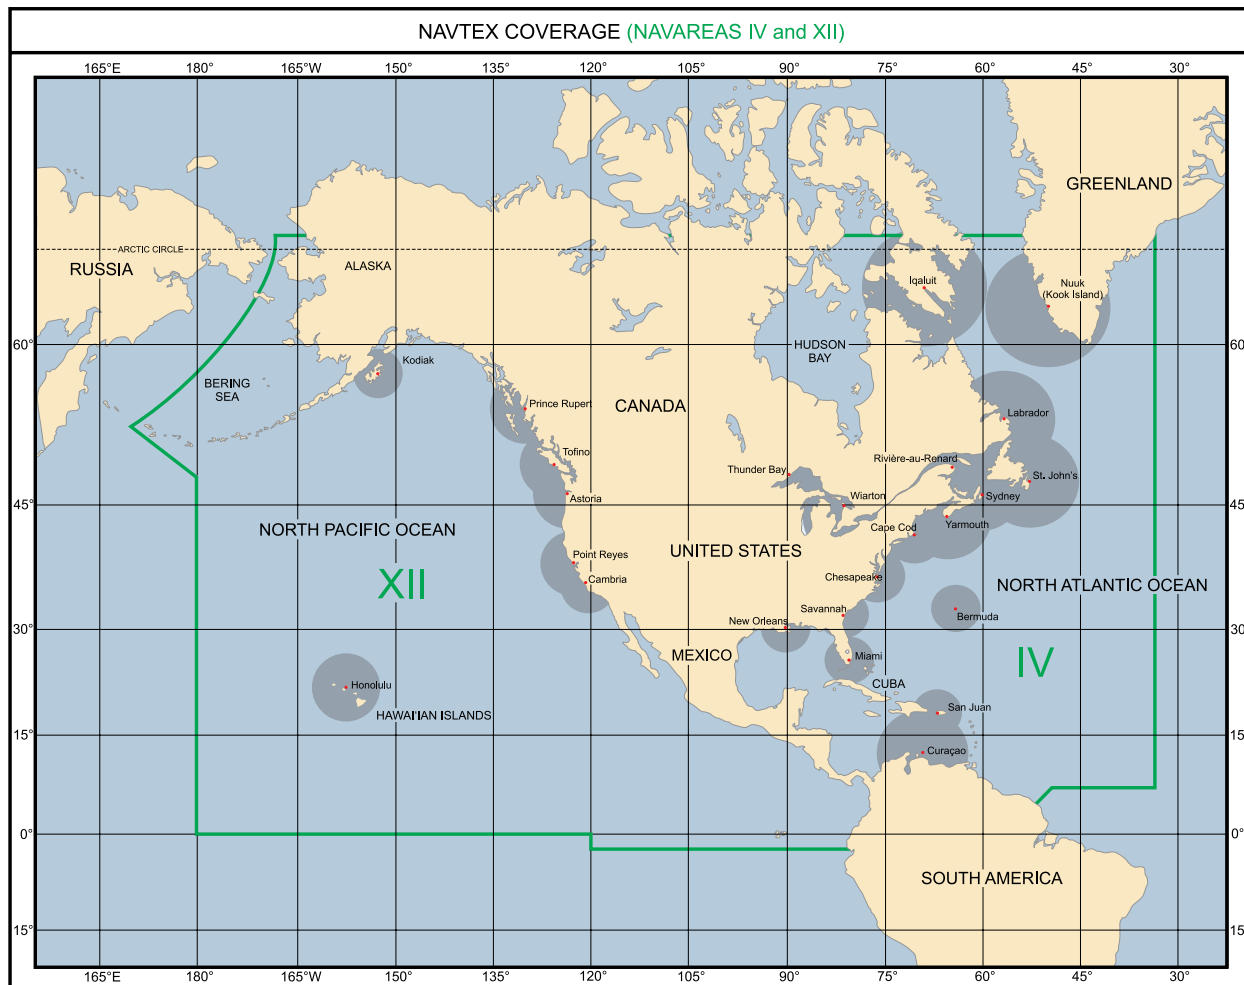 NAVTEX COVERAGE (NAVAREAS IV and XII)
165°E 180° 165°W 150° 135° 120° 105° 90° 75° 60° 45° 30°
GREENLAND
ARCTIC CIRCLE
RUSSIA
ALASKA
Iqaluit
Nuuk
(Kook Island)
60°
60°
HUDSON
BAY
Kodiak
BERING
SEA
Prince Rupert
CANADA
Labrador
Tofino
Thunder Bay
Rivière-au-Renard
St. John's
Astoria
Wiarton
Sydney
45°
45°
NORTH PACIFIC OCEAN
Cape Cod
Yarmouth
Point Reyes
UNITED STATES
XII
Cambria
Chesapeake
NORTH ATLANTIC OCEAN
Savannah
Bermuda
New Orleans
30°
30°
MEXICO
Miami
IV
Honolulu
CUBA
HAWAI'IAN ISLANDS
San Juan
15°
15°
Curaçao
0°
0°
SOUTH AMERICA
15°
15°
165°E 180° 165°W 150° 135° 120° 105° 90° 75° 60° 45° 30°